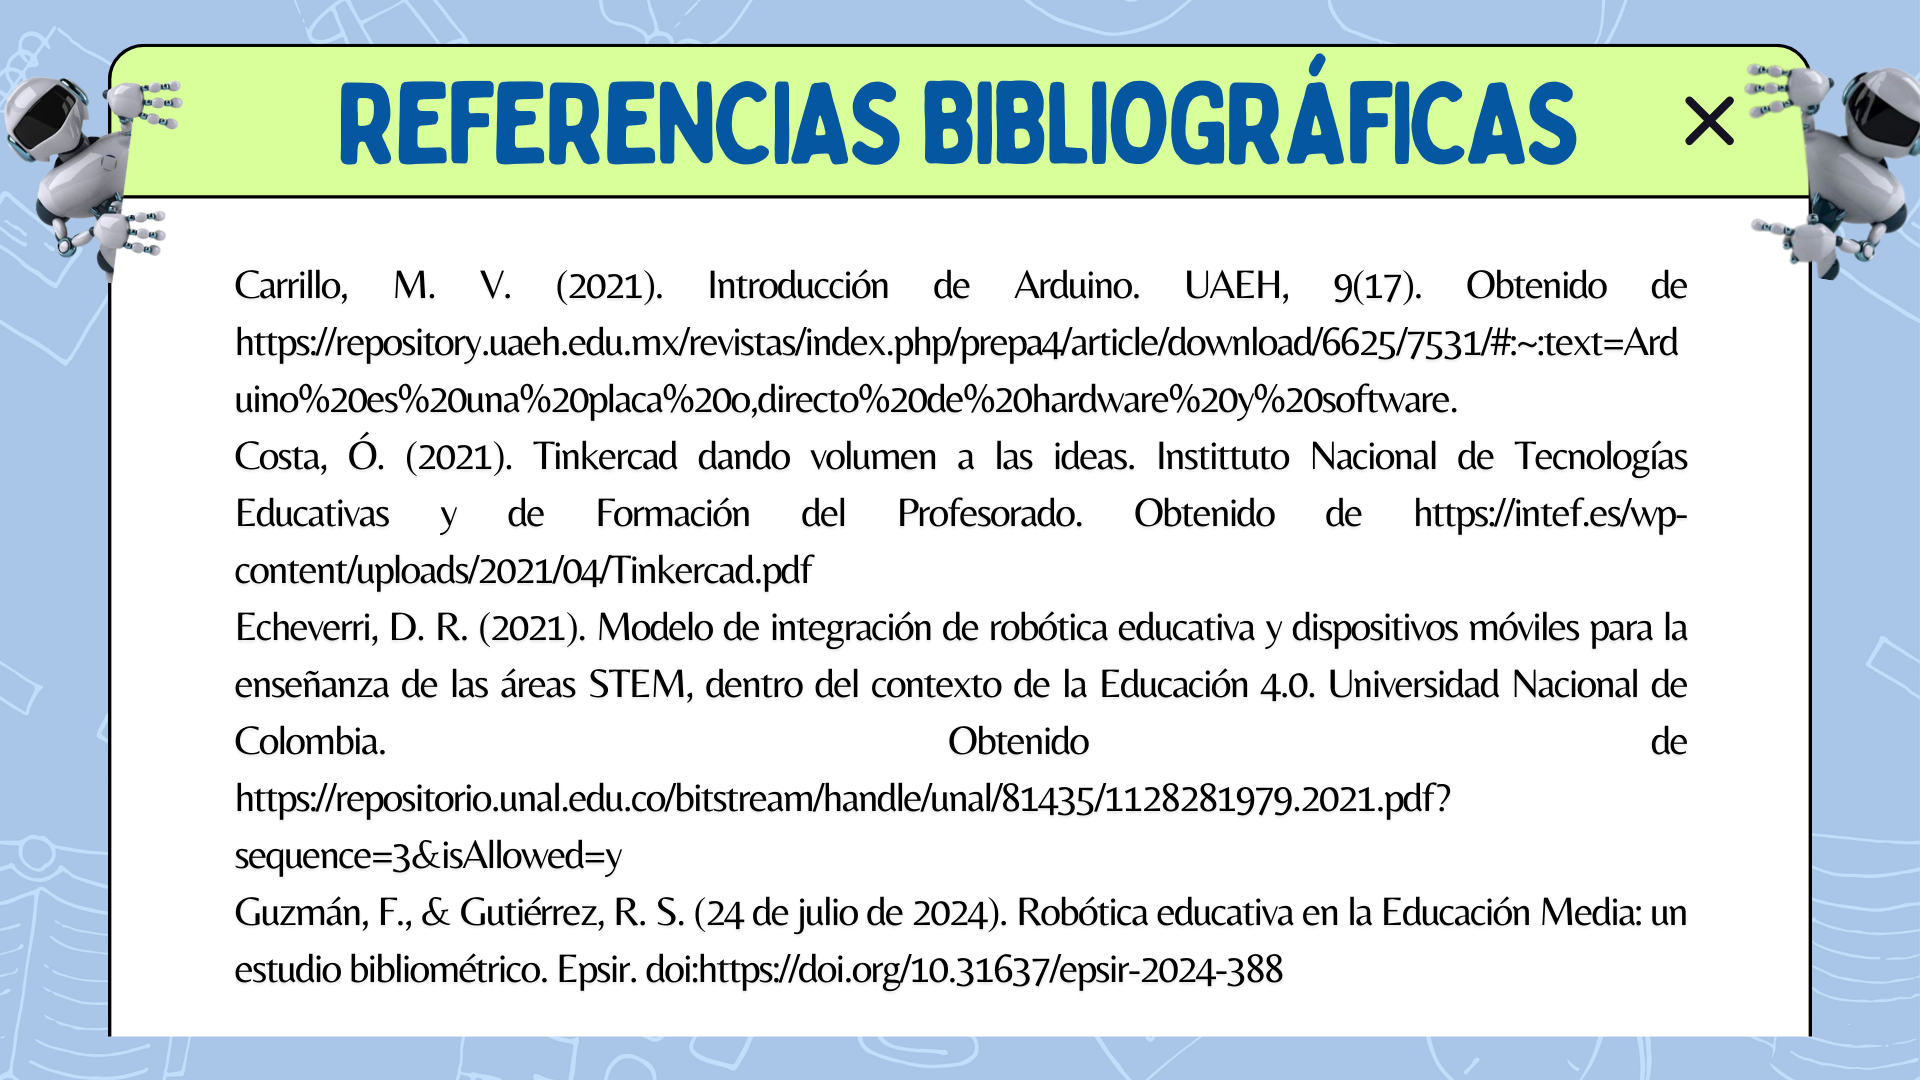 REFERENCIAS BIBLIOGRÁFICAS
Carrillo, M. V. (2021). Introducción de Arduino. UAEH, 9(17). Obtenido de
https://repository.uaeh.edu.mx/revistas/index.php/prepa4/article/download/6625/7531/#:~:text=Ard
uino%20es%20una%20placa%20o,directo%20de%20hardware%20y%20software.
Costa, Ó. (2021). Tinkercad dando volumen a las ideas. Instittuto Nacional de Tecnologías
Educativas y de Formación del Profesorado. Obtenido de https://intef.es/wp-
content/uploads/2021/04/Tinkercad.pdf
Echeverri, D. R. (2021). Modelo de integración de robótica educativa y dispositivos móviles para la
enseñanza de las áreas STEM, dentro del contexto de la Educación 4.0. Universidad Nacional de
Colombia. Obtenido de
https://repositorio.unal.edu.co/bitstream/handle/unal/81435/1128281979.2021.pdf?
sequence=3&isAllowed=y
Guzmán, F., & Gutiérrez, R. S. (24 de julio de 2024). Robótica educativa en la Educación Media: un
estudio bibliométrico. Epsir. doi:https://doi.org/10.31637/epsir-2024-388